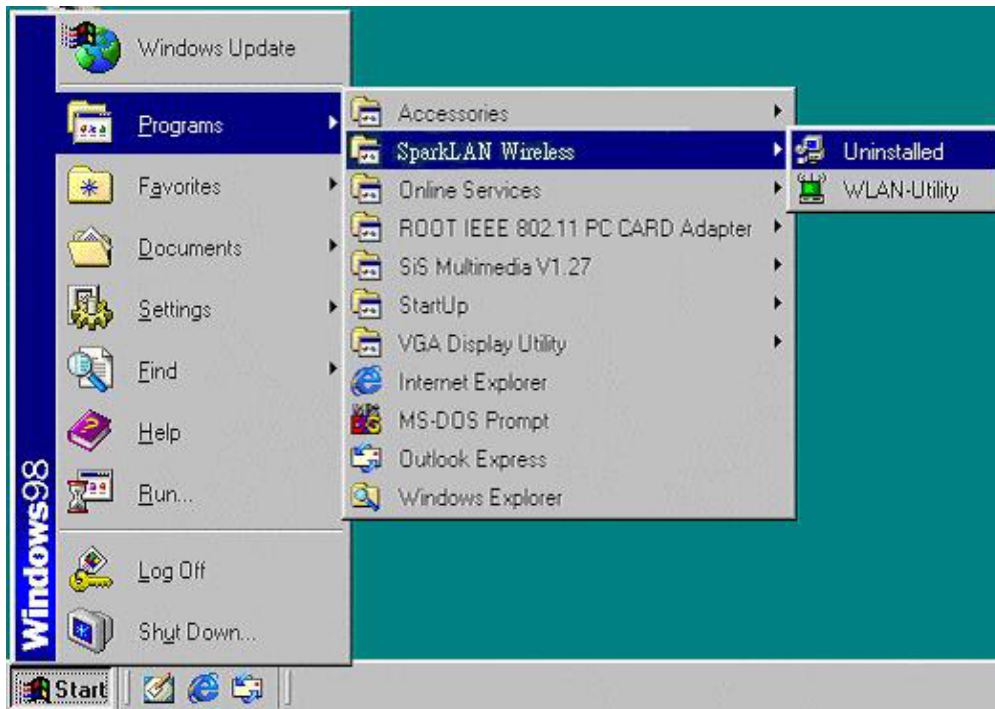 Windows Update
Programs
Favorites
Documents
Settings
Find
Help
Run...
Log Off
Shut Down...
Windows98
Accessories
SparkLAN Wireless
Online Services
ROOT IEEE 802.11 PC CARD Adapter
SiS Multimedia V1.27
StartUp
VGA Display Utility
Internet Explorer
MS-DOS Prompt
Outlook Express
Windows Explorer
Uninstalled
WLAN-Utility
Start